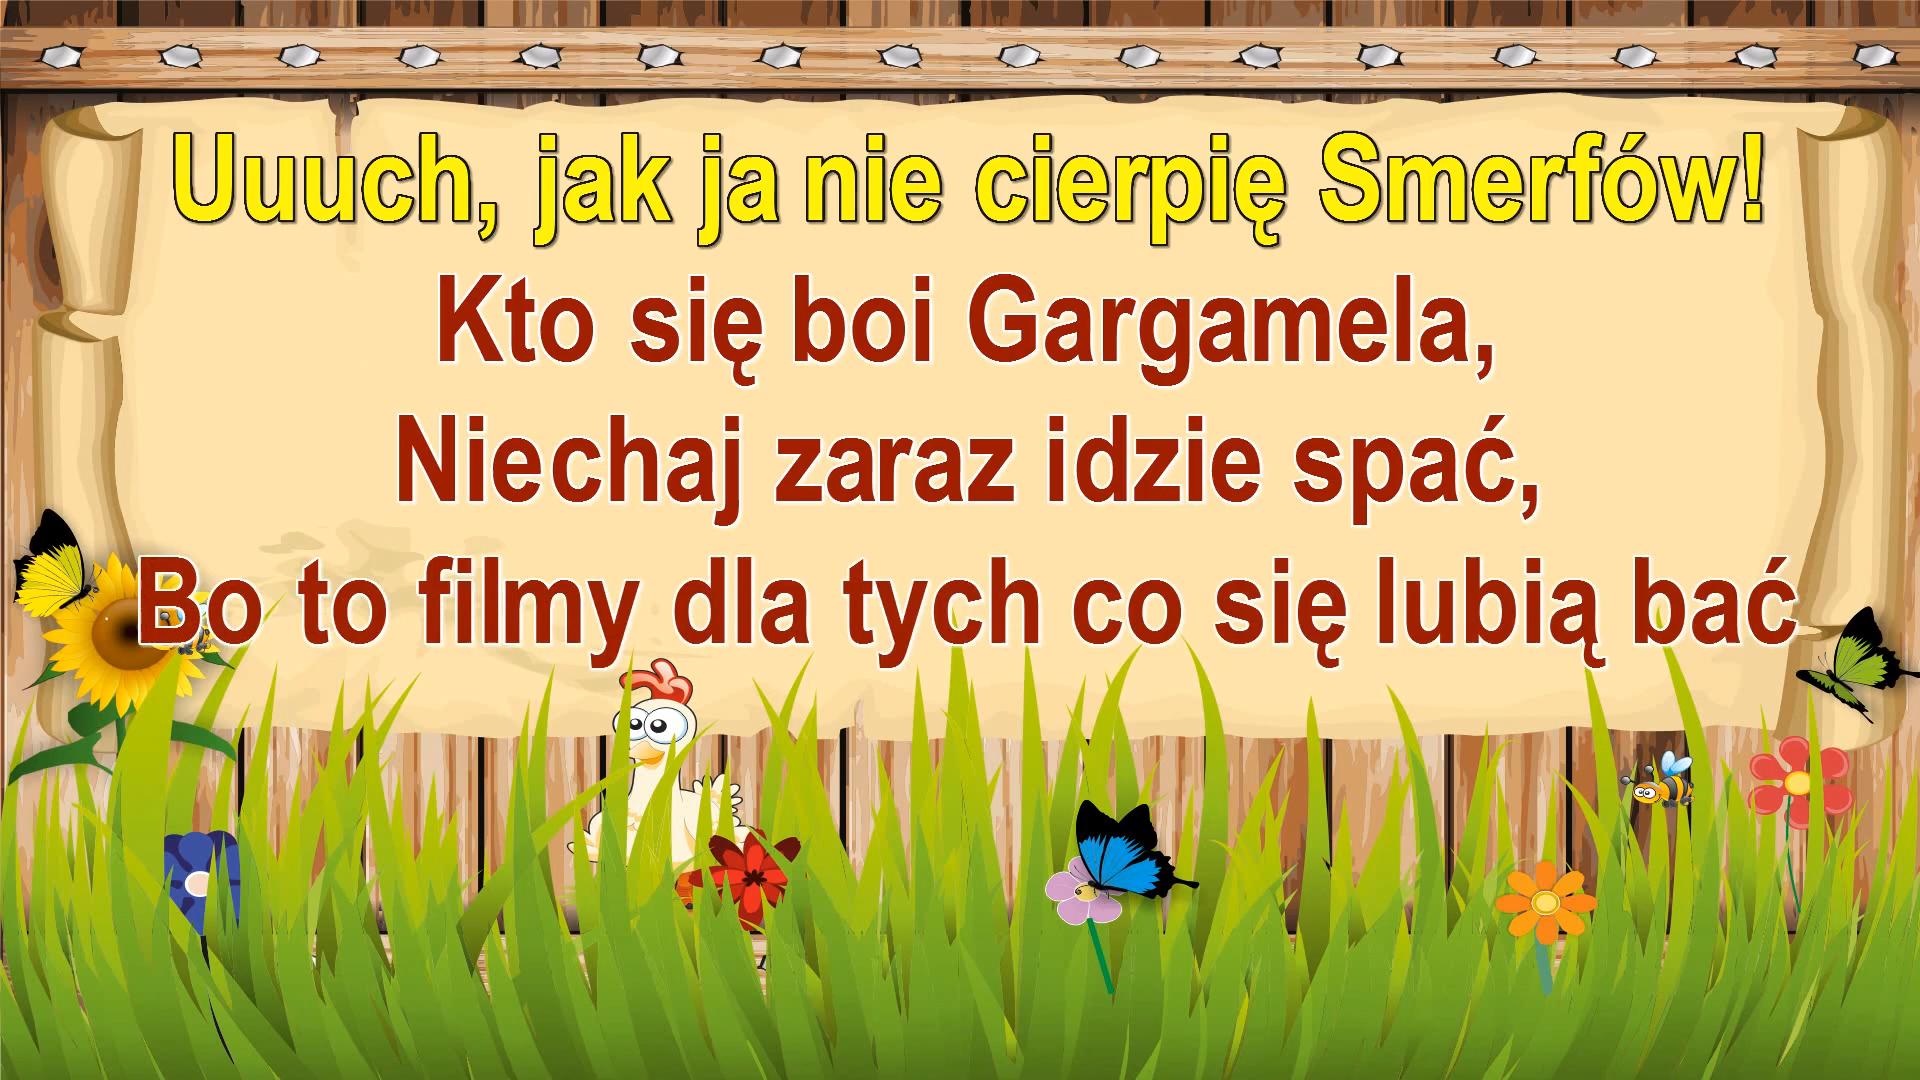 Uuuch, jak ja nie cierpię Smerfów!
Kto się boi Gargamela,
Niechaj zaraz idzie spać,
Bo to filmy dla tych co się lubią bać